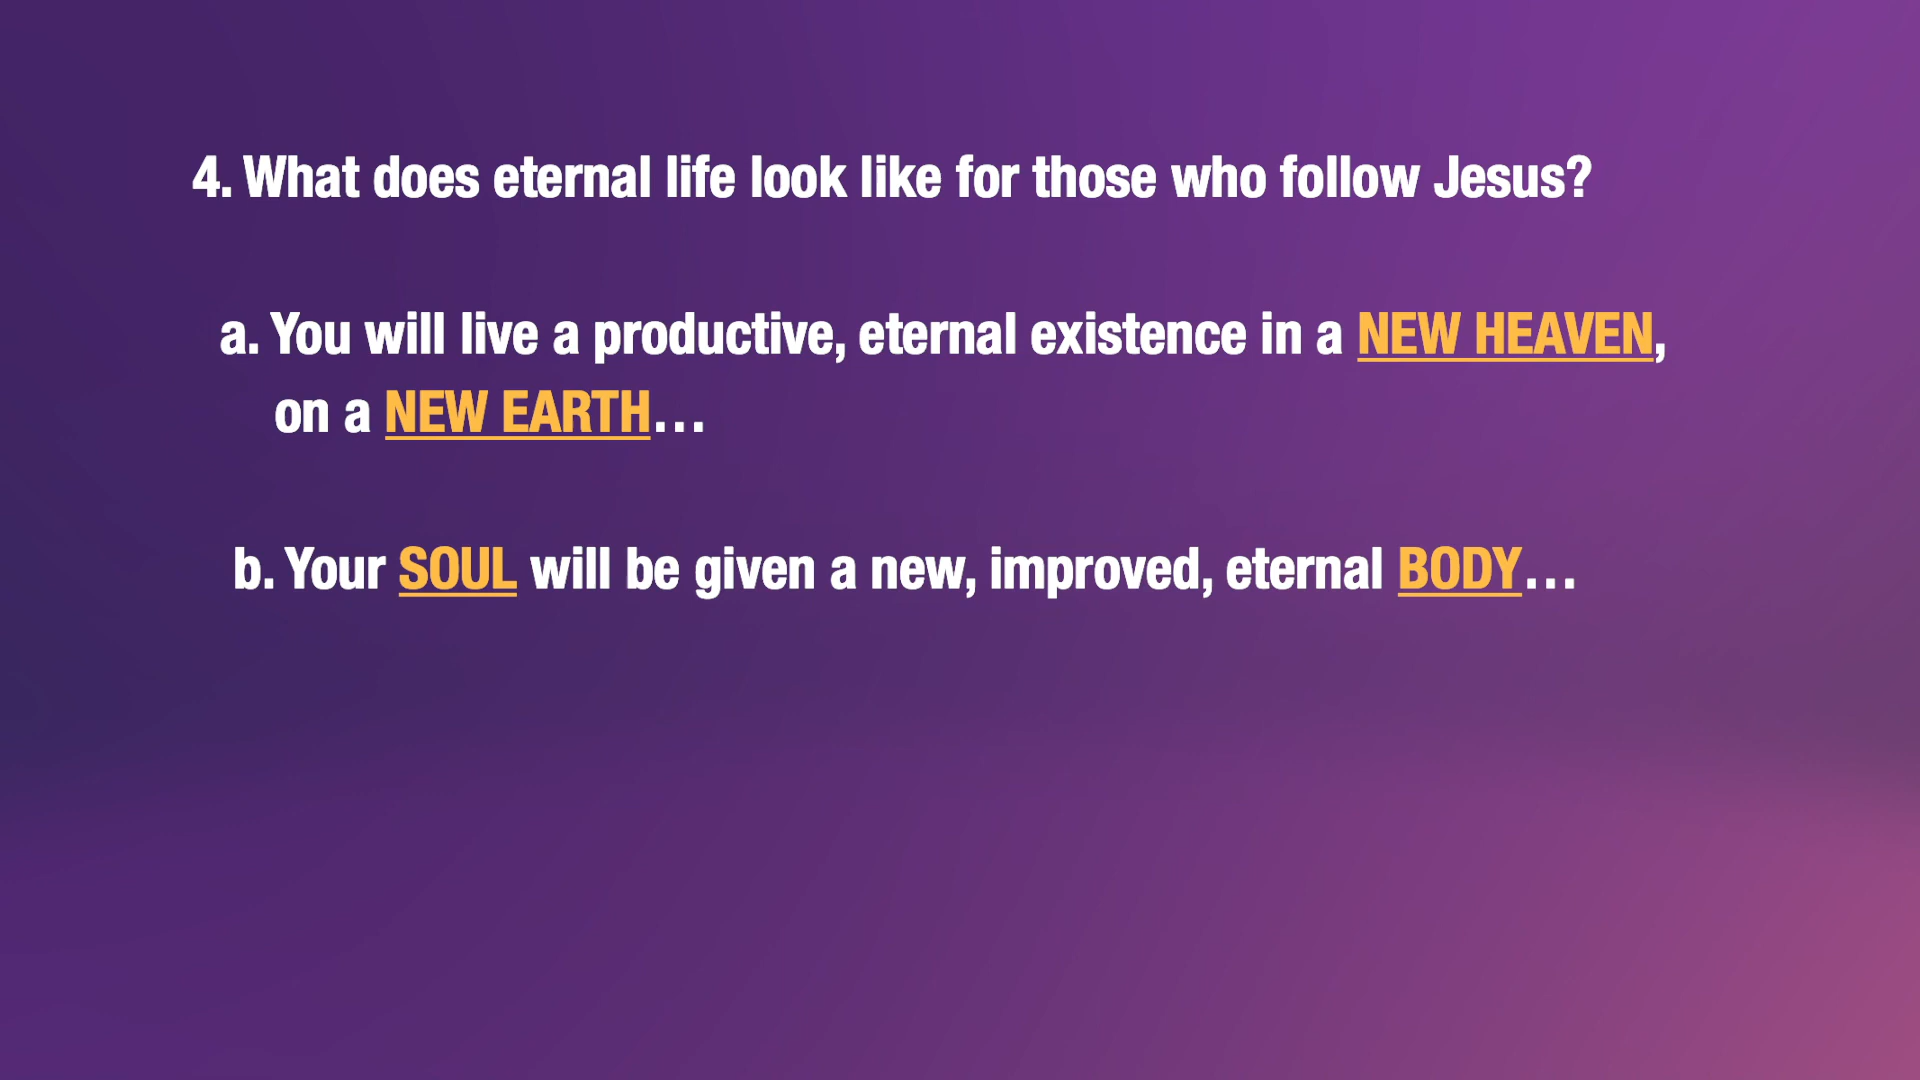 4. What does eternal life look like for those who follow Jesus?
a. You will live a productive, eternal existence in a NEW HEAVEN,
on a NEW EARTH…
b. Your SOUL will be given a new, improved, eternal BODY…